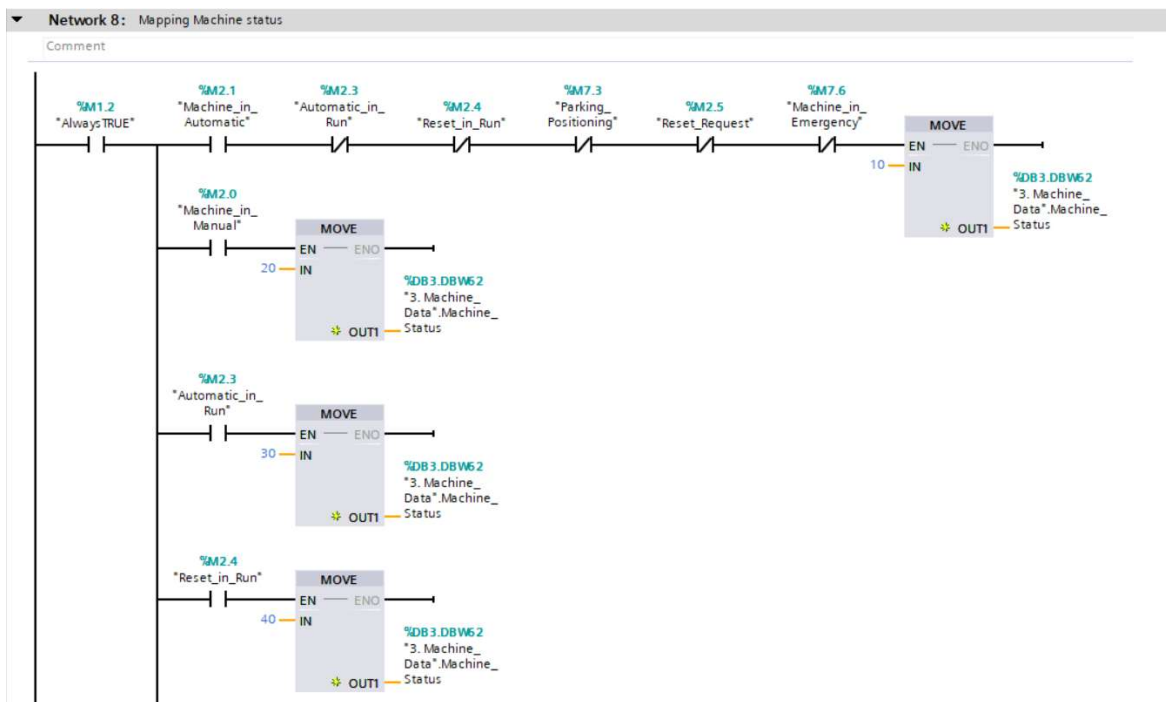 Network 8: Mapping Machine status
Comment
%M1.2
"AlwaysTRUE"
%M2.1
"Machine_in_
Automatic"
%M2.3
"Automatic_in_
Run"
%M2.4
"Reset_in_Run"
%M7.3
"Parking_
Positioning"
%M2.5
"Reset_Request"
%M7.6
"Machine_in_
Emergency"
MOVE
EN ENO
10 IN
%DB3.DBW62
"3. Machine_
Data".Machine_
Status
OUT1
%M2.0
"Machine_in_
Manual"
MOVE
EN ENO
20 IN
%DB3.DBW62
"3. Machine_
Data".Machine_
Status
OUT1
%M2.3
"Automatic_in_
Run"
MOVE
EN ENO
30 IN
%DB3.DBW62
"3. Machine_
Data".Machine_
Status
OUT1
%M2.4
"Reset_in_Run"
MOVE
EN ENO
40 IN
%DB3.DBW62
"3. Machine_
Data".Machine_
Status
OUT1